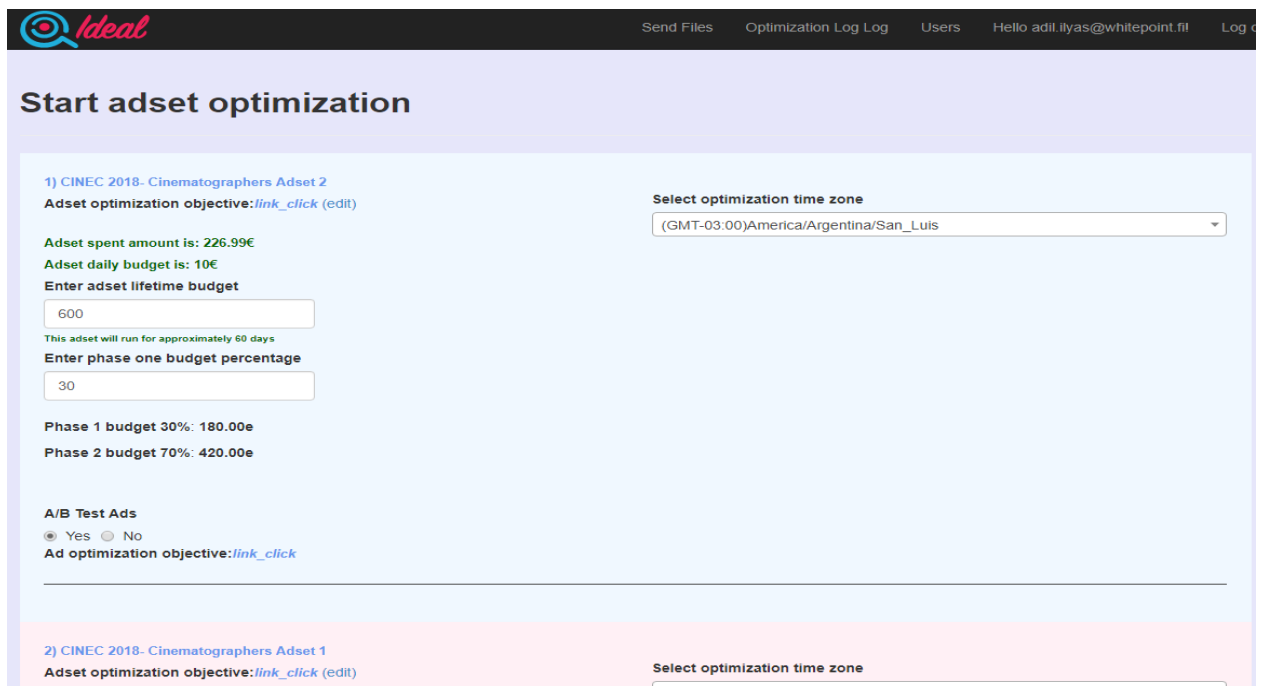 Ideal
Send Files Optimization Log Log Users Hello adil.ilyas@whitepoint.fi! Log
Start adset optimization
1) CINEC 2018- Cinematographers Adset 2
Adset optimization objective:link_click (edit)
Select optimization time zone
(GMT-03:00)America/Argentina/San_Luis
Adset spent amount is: 226.99€
Adset daily budget is: 10€
Enter adset lifetime budget
600
This adset will run for approximately 60 days
Enter phase one budget percentage
30
Phase 1 budget 30%: 180.00e
Phase 2 budget 70%: 420.00e
A/B Test Ads
Yes No
Ad optimization objective:link_click
2) CINEC 2018- Cinematographers Adset 1
Adset optimization objective:link_click (edit)
Select optimization time zone